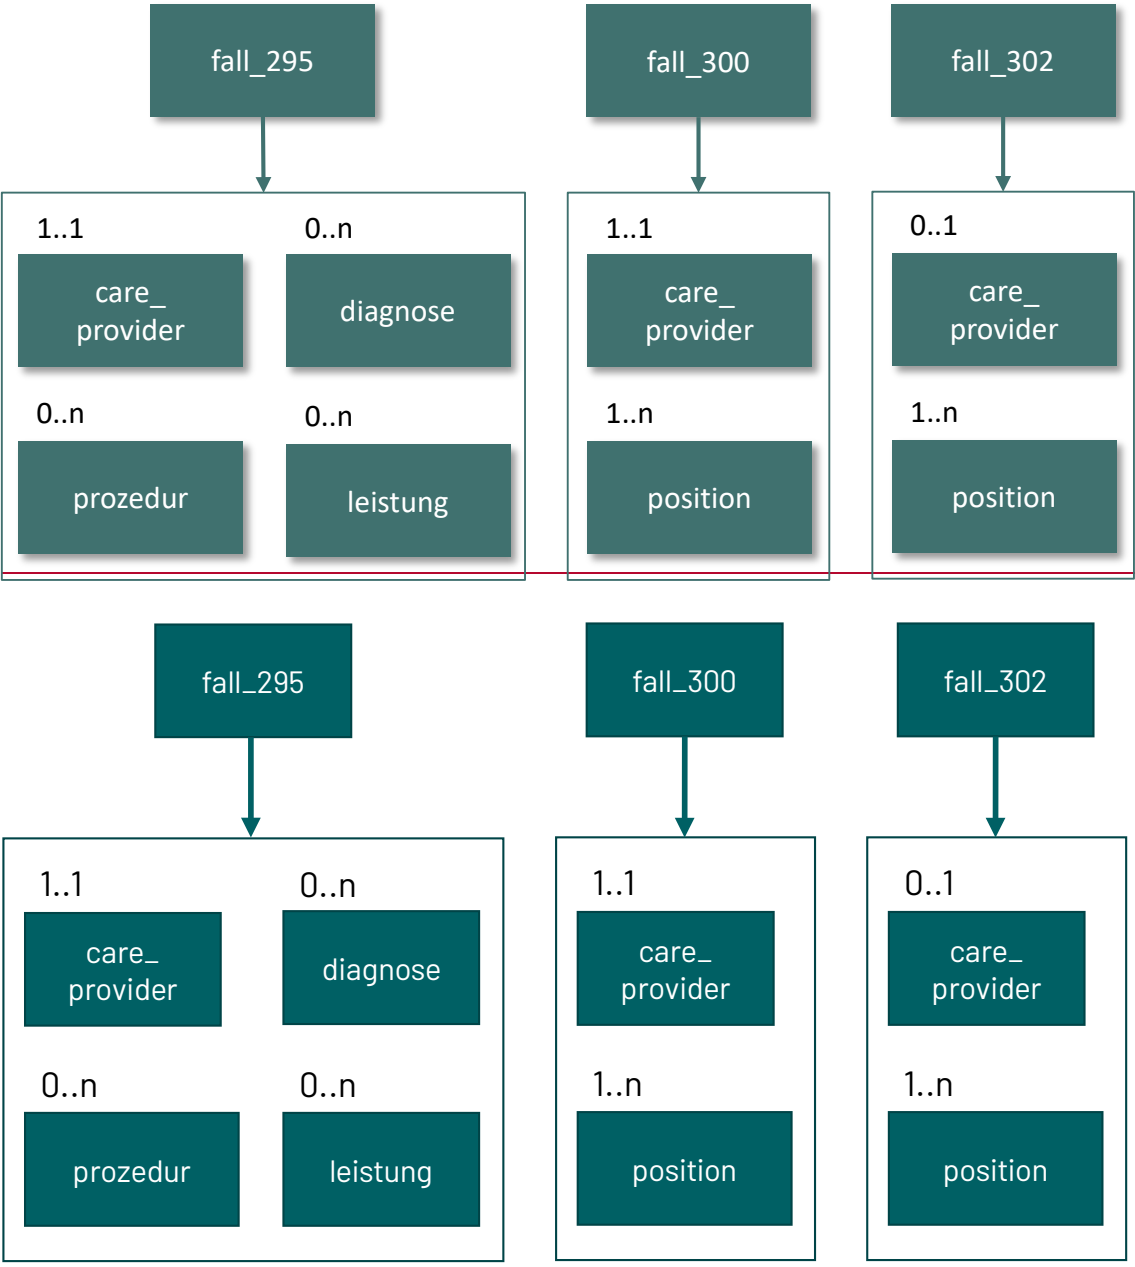 fall_295
fall_300
fall_302
1..1
0..n
care_
provider
diagnose
0..n
0..n
prozedur
leistung
1..1
care_
provider
1..n
position
0..1
care_
provider
1..n
position
fall_295
fall_300
fall_302
1..1
0..n
care_
provider
diagnose
0..n
0..n
prozedur
leistung
1..1
care_
provider
1..n
position
0..1
care_
provider
1..n
position